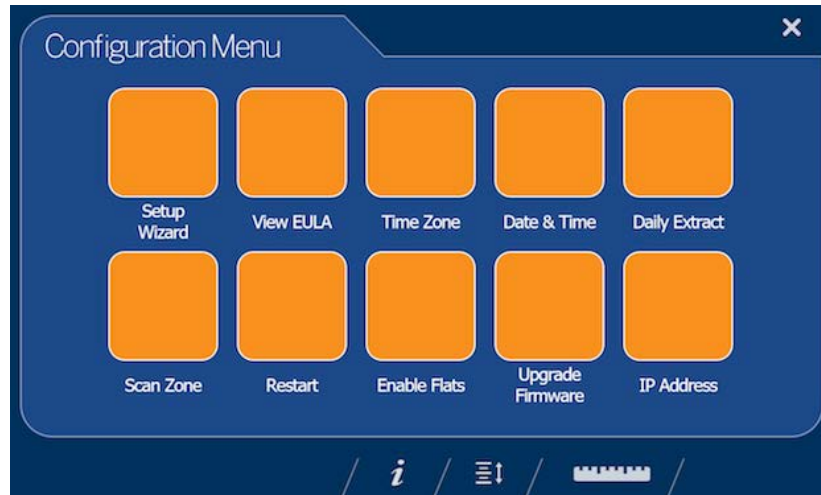 Configuration Menu
Setup
Wizard
View EULA
Time Zone
Date & Time
Daily Extract
Scan Zone
Restart
Enable Flats
Upgrade
Firmware
IP Address
i